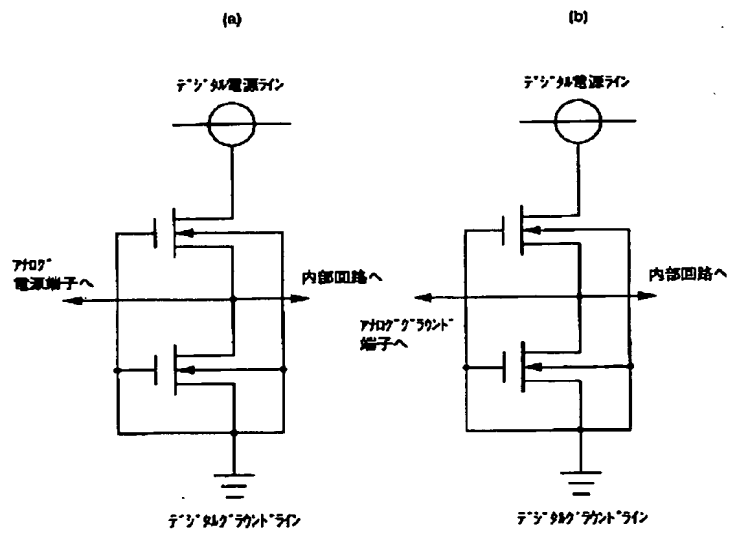 (a)
(b)
ﾃﾞｼﾞﾀﾙ電源ﾗｲﾝ
ﾃﾞｼﾞﾀﾙ電源ﾗｲﾝ
ｱﾅﾛｸﾞ
電源端子へ
内部回路へ
内部回路へ
ｱﾅﾛｸﾞｸﾞﾗｳﾝﾄﾞ
端子へ
ﾃﾞｼﾞﾀﾙｸﾞﾗｳﾝﾄﾞﾗｲﾝ
ﾃﾞｼﾞﾀﾙｸﾞﾗｳﾝﾄﾞﾗｲﾝ